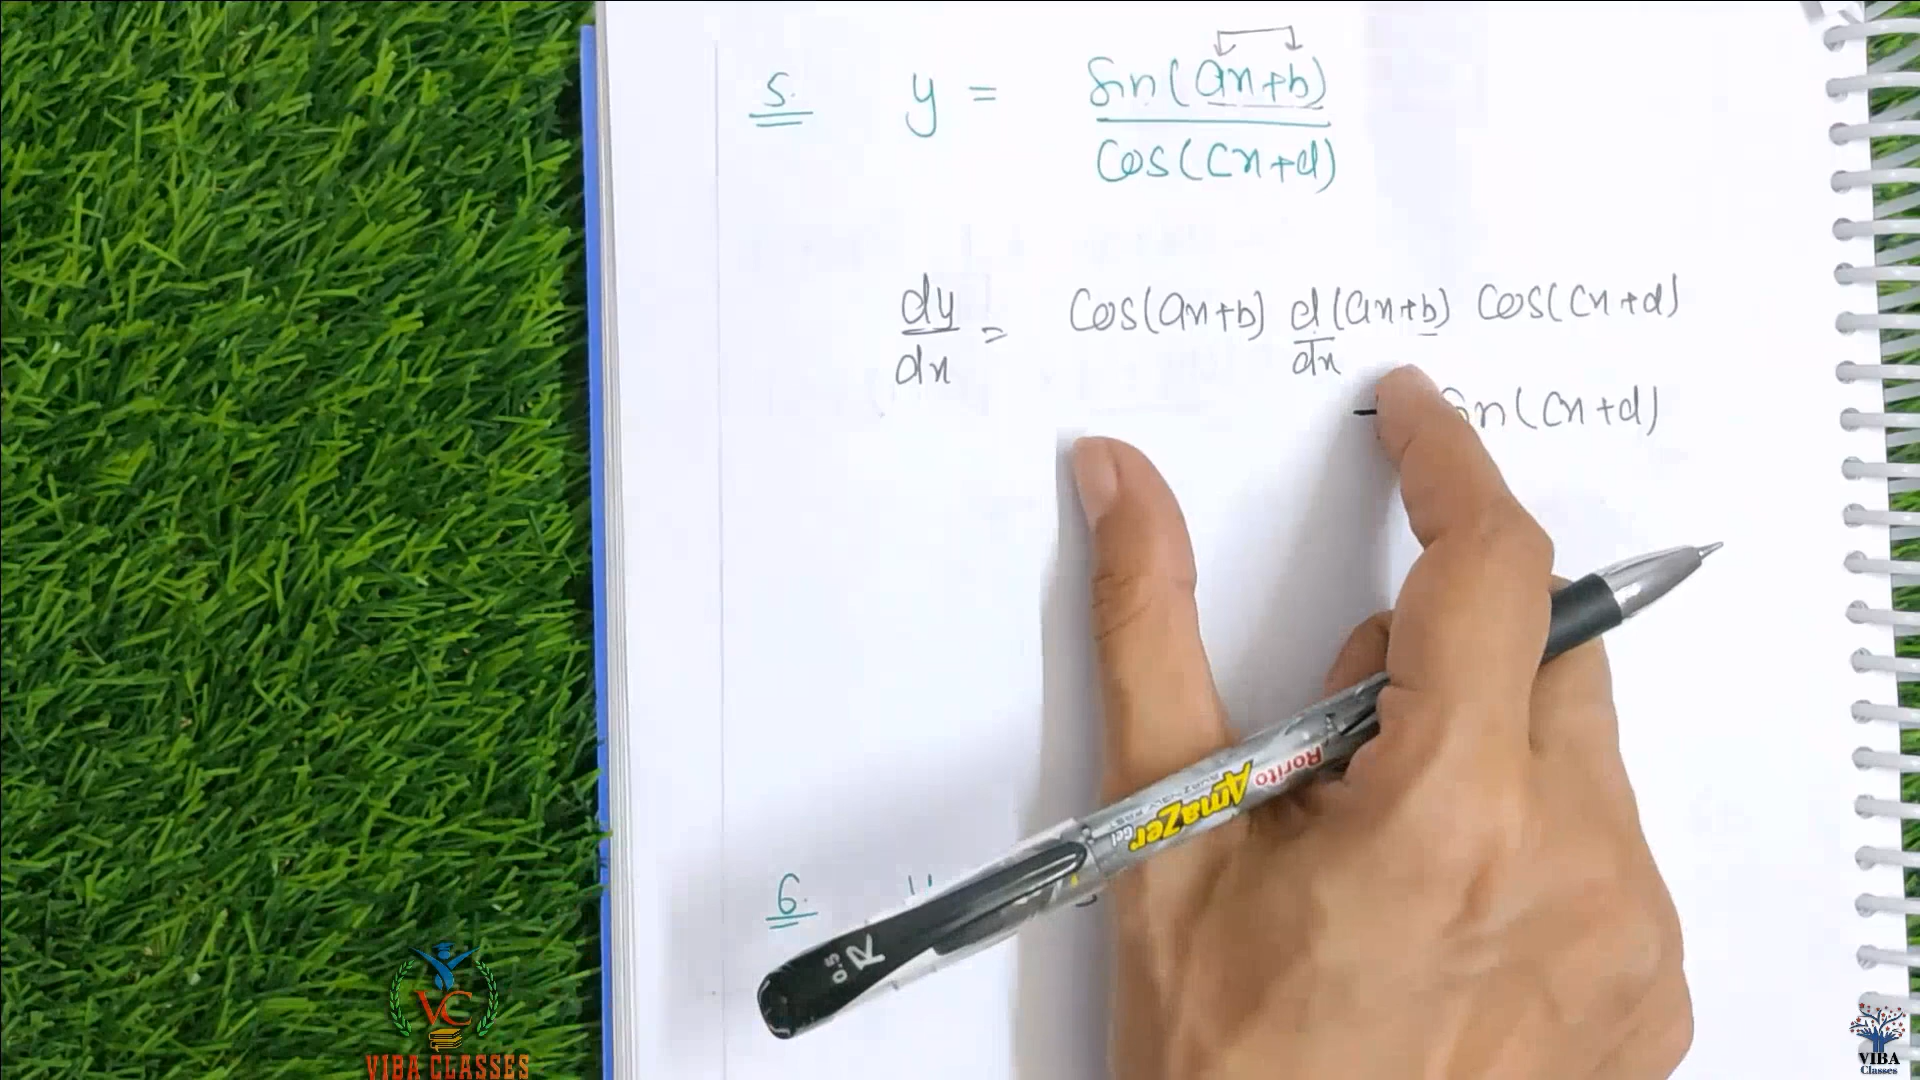 5. y = sin(ax+b)
cos(cx+d)
dy = cos(ax+b) d (ax+b) cos(cx+d)
dx dx
- sin(cx+d)
6.
Rorito
Amazer
Gel
0.5 R
VC
VIBA CLASSES
VIBA
Classes